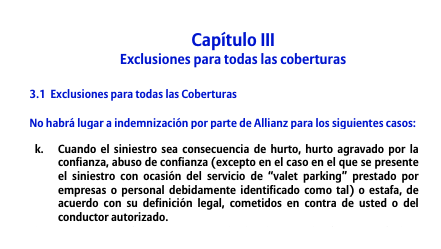 Capítulo III
Exclusiones para todas las coberturas
3.1 Exclusiones para todas las Coberturas
No habrá lugar a indemnización por parte de Allianz para los siguientes casos:
k. Cuando el siniestro sea consecuencia de hurto, hurto agravado por la
confianza, abuso de confianza (excepto en el caso en el que se presente
el siniestro con ocasión del servicio de “valet parking” prestado por
empresas o personal debidamente identificado como tal) o estafa, de
acuerdo con su definición legal, cometidos en contra de usted o del
conductor autorizado.